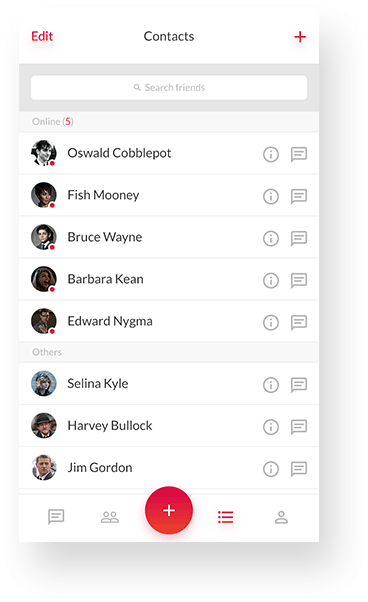 Edit Contacts +
Search friends
Online (5)
Oswald Cobblepot
Fish Mooney
Bruce Wayne
Barbara Kean
Edward Nygma
Others
Selina Kyle
Harvey Bullock
Jim Gordon